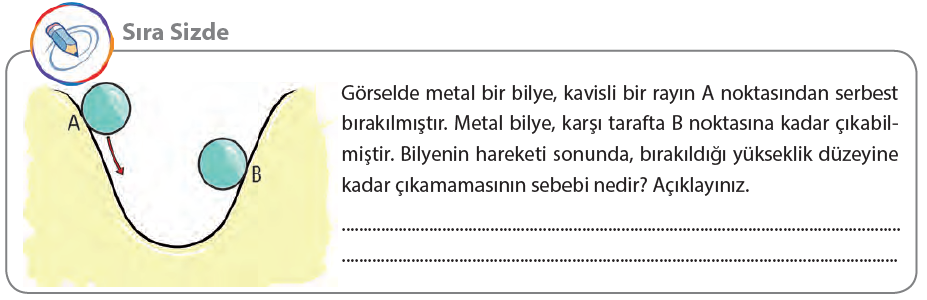 Sıra Sizde
Görselde metal bir bilye, kavisli bir rayın A noktasından serbest
bırakılmıştır. Metal bilye, karşı tarafta B noktasına kadar çıkabil-
miştir. Bilyenin hareketi sonunda, bırakıldığı yükseklik düzeyine
kadar çıkamamasının sebebi nedir? Açıklayınız.
A
B